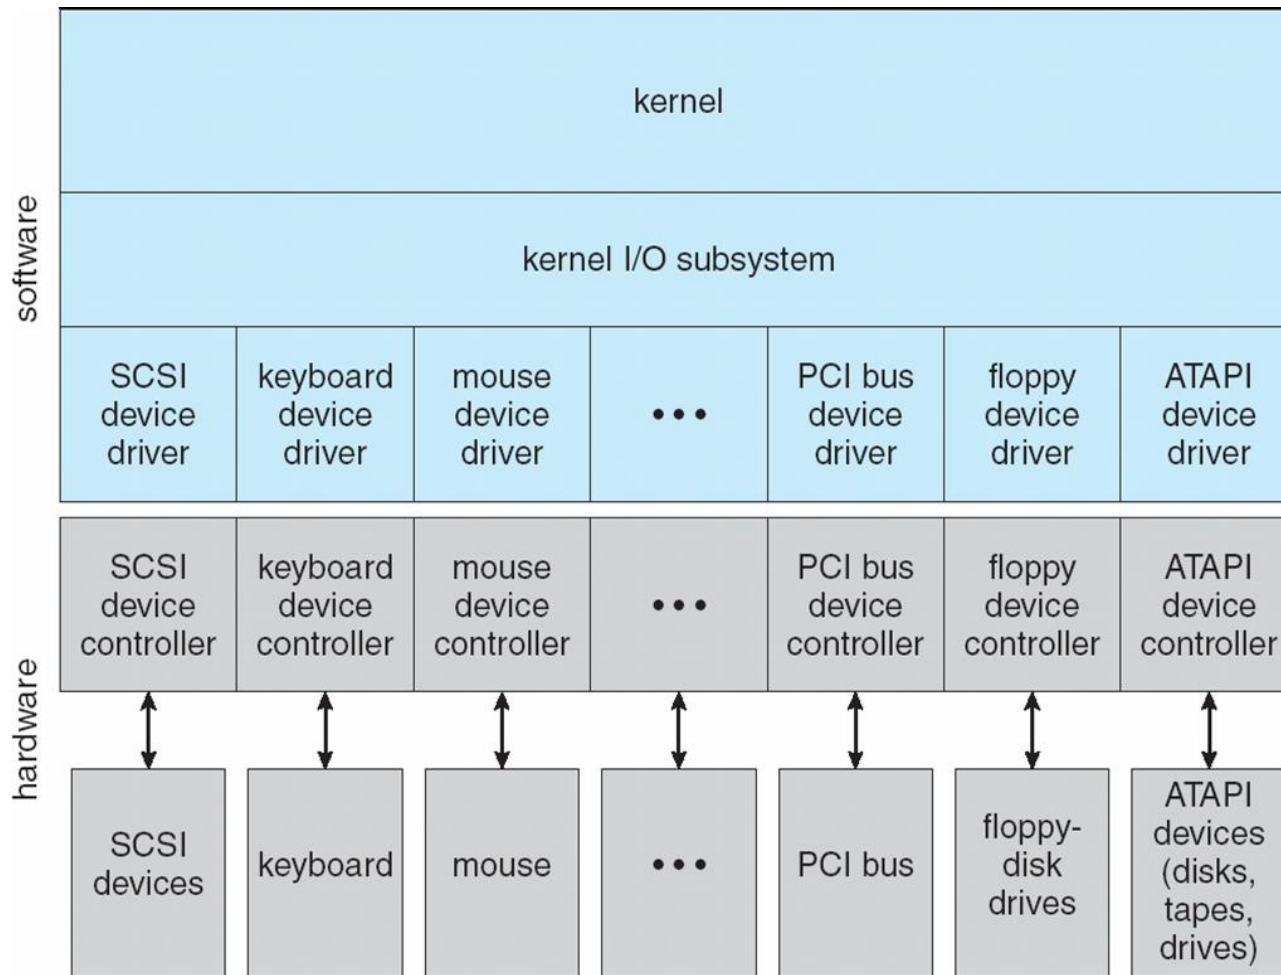 kernel
kernel I/O subsystem
software
SCSI
device
driver
keyboard
device
driver
mouse
device
driver
•••
PCI bus
device
driver
floppy
device
driver
ATAPI
device
driver
hardware
SCSI
device
controller
keyboard
device
controller
mouse
device
controller
•••
PCI bus
device
controller
floppy
device
controller
ATAPI
device
controller
SCSI
devices
keyboard
mouse
•••
PCI bus
floppy-
disk
drives
ATAPI
devices
(disks,
tapes,
drives)